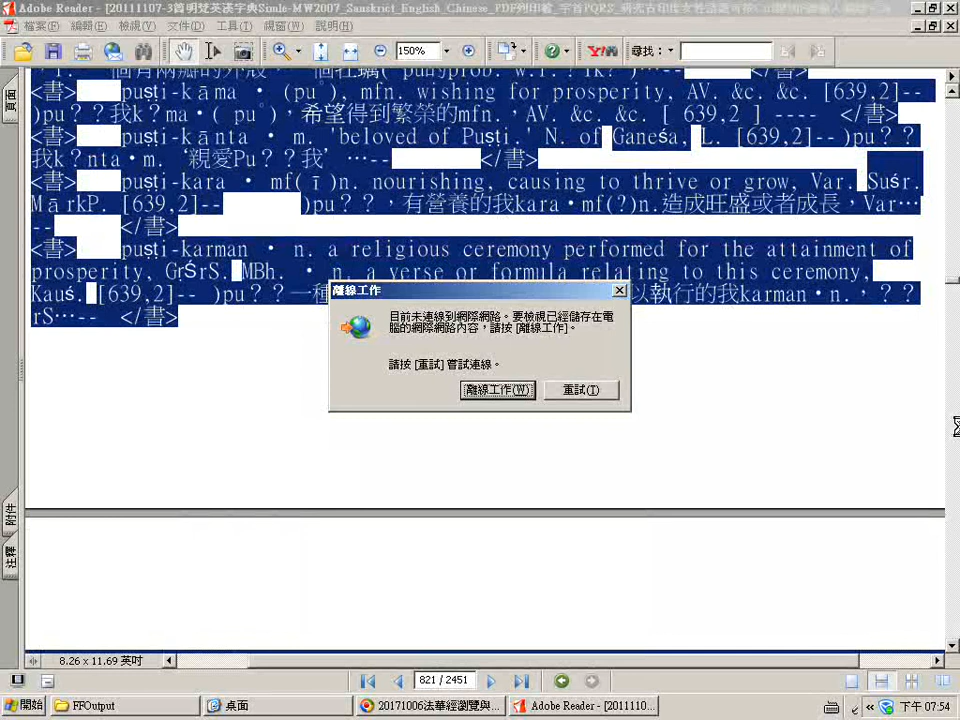 Adobe Reader - [20111107-3首明梵英漢字典Simle-MW2007_Sanskrict_English_Chinese_PDF列印載_字首PQRS_
檔案(F) 編輯(E) 檢視(V) 文件(D) 工具(T) 視窗(W) 說明(H)
150% 尋找：
頁面
附件
注釋
<書> puṣṭi-kāma • (pu°), mfn. wishing for prosperity, AV. &c. &c. [639,2]--
)pu？？我k？ma•( pu°)，希望得到繁榮的mfn.，AV. &c. &c. [ 639,2 ] ---- </書>
<書> puṣṭi-kānta • m. 'beloved of Puṣṭi.' N. of Gaṇeśa, L. [639,2]-- )pu？？
我k？nta•m.‘親愛Pu？？我’…-- </書>
<書> puṣṭi-kara • mf(ī)n. nourishing, causing to thrive or grow, Var. Suśr.
MārkP. [639,2]-- )pu？？，有營養的我kara•mf(?)n.造成旺盛或者成長，Var…
-- </書>
<書> puṣṭi-karman • n. a religious ceremony performed for the attainment of
prosperity, GrŚrS. MBh. • n. a verse or formula relating to this ceremony,
Kauś. [639,2]-- )pu？？一種 以執行的我karman•n.，？？
rS…-- </書>
離線工作
目前未連線到網際網路。要檢視已經儲存在電
腦的網際網路內容，請按 [離線工作]。
請按 [重試] 嘗試連線。
離線工作(W) 重試(T)
8.26 x 11.69 英吋
821 / 2451
開始 FFOutput 桌面 20171006法華經瀏覽與... Adobe Reader - [2011110... 下午 07:54